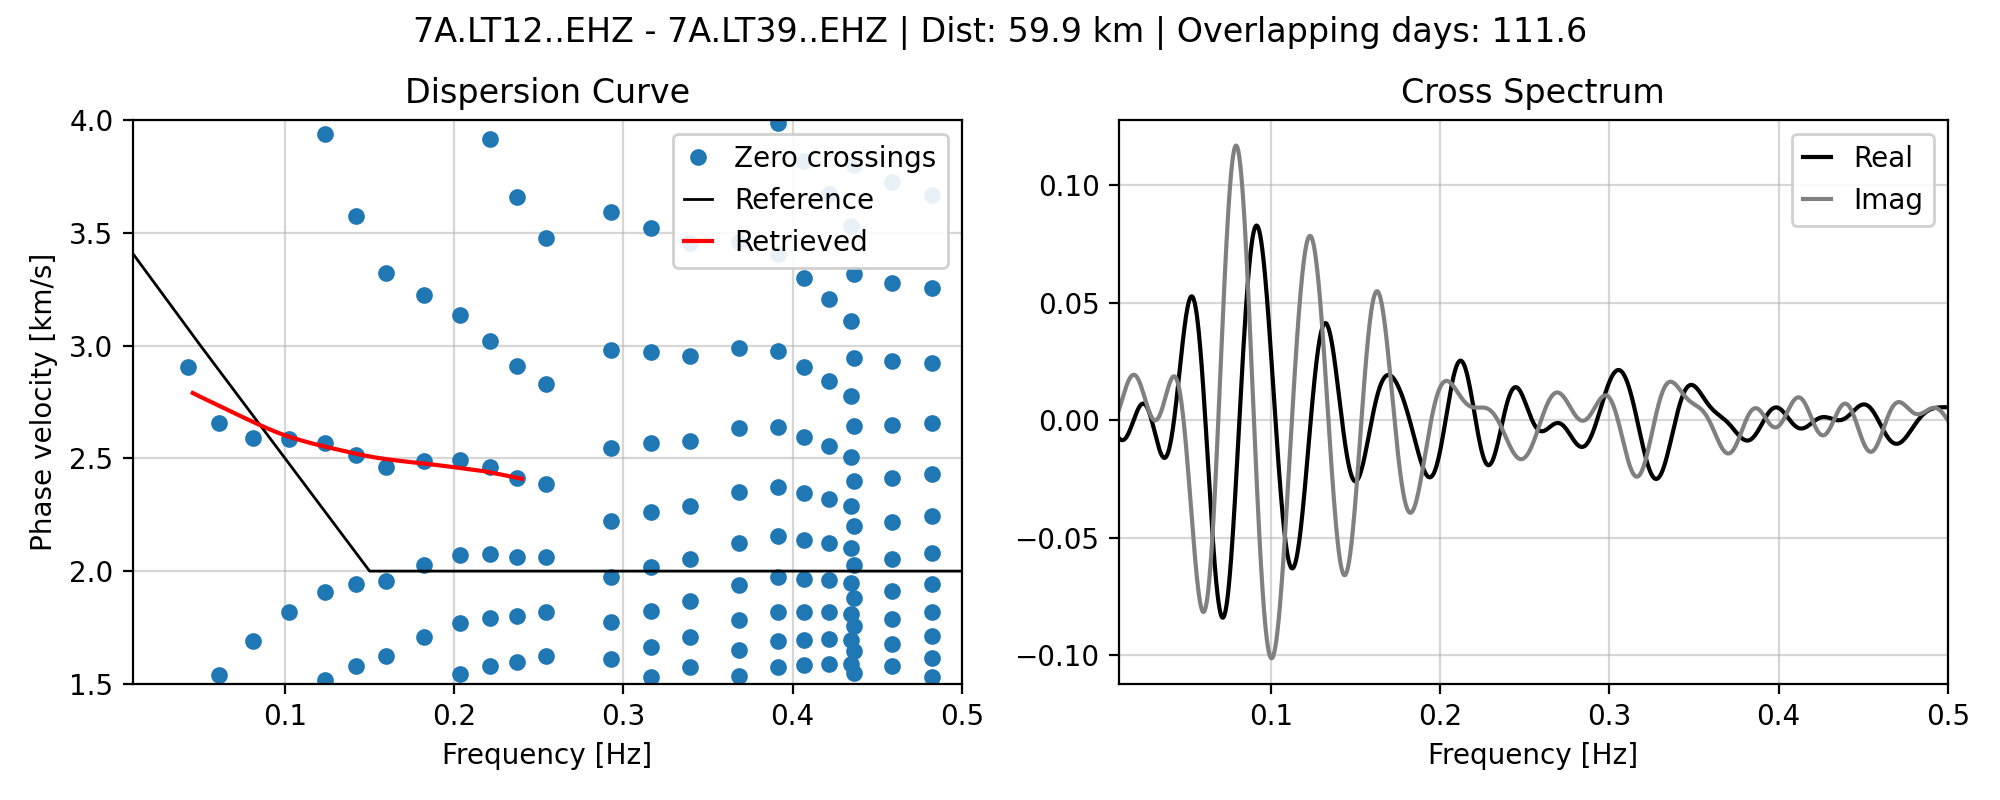 7A.LT12..EHZ - 7A.LT39..EHZ | Dist: 59.9 km | Overlapping days: 111.6
Dispersion Curve
4.0
3.5
3.0
2.5
2.0
1.5
Phase velocity [km/s]
Zero crossings
Reference
Retrieved
0.1 0.2 0.3 0.4 0.5
Frequency [Hz]
Cross Spectrum
0.10
0.05
0.00
−0.05
−0.10
Real
Imag
0.1 0.2 0.3 0.4 0.5
Frequency [Hz]